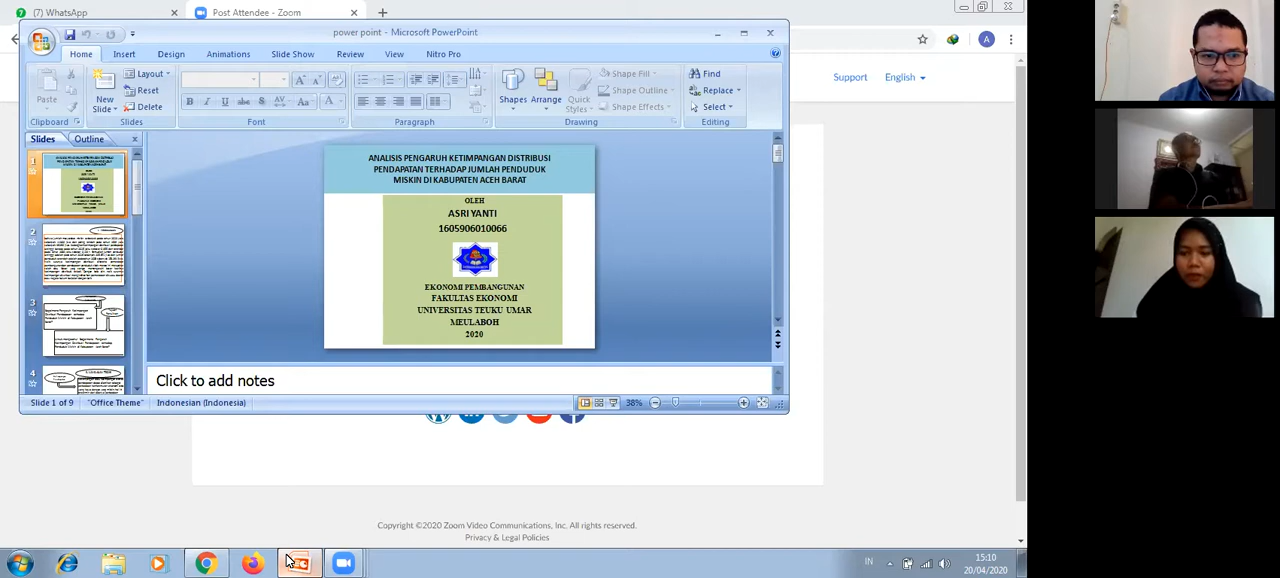 (7) WhatsApp
Post Attendee - Zoom
power point - Microsoft PowerPoint
Home Insert Design Animations Slide Show Review View Nitro Pro
Paste
Clipboard
New
Slide
Layout
Reset
Delete
Slides
Font
Paragraph
Shapes Arrange Quick
Styles
Shape Fill
Shape Outline
Shape Effects
Drawing
Find
Replace
Select
Editing
Support English
A
Slides Outline
1
2
3
4
ANALISIS PENGARUH KETIMPANGAN DISTRIBUSI
PENDAPATAN TERHADAP JUMLAH PENDUDUK
MISKIN DI KABUPATEN ACEH BARAT
OLEH
ASRI YANTI
1605906010066
EKONOMI PEMBANGUNAN
FAKULTAS EKONOMI
UNIVERSITAS TEUKU UMAR
MEULABOH
2020
Click to add notes
Slide 1 of 9 "Office Theme" Indonesian (Indonesia) 38%
Copyright ©2020 Zoom Video Communications, Inc. All rights reserved.
Privacy & Legal Policies
IN
15:10
20/04/2020